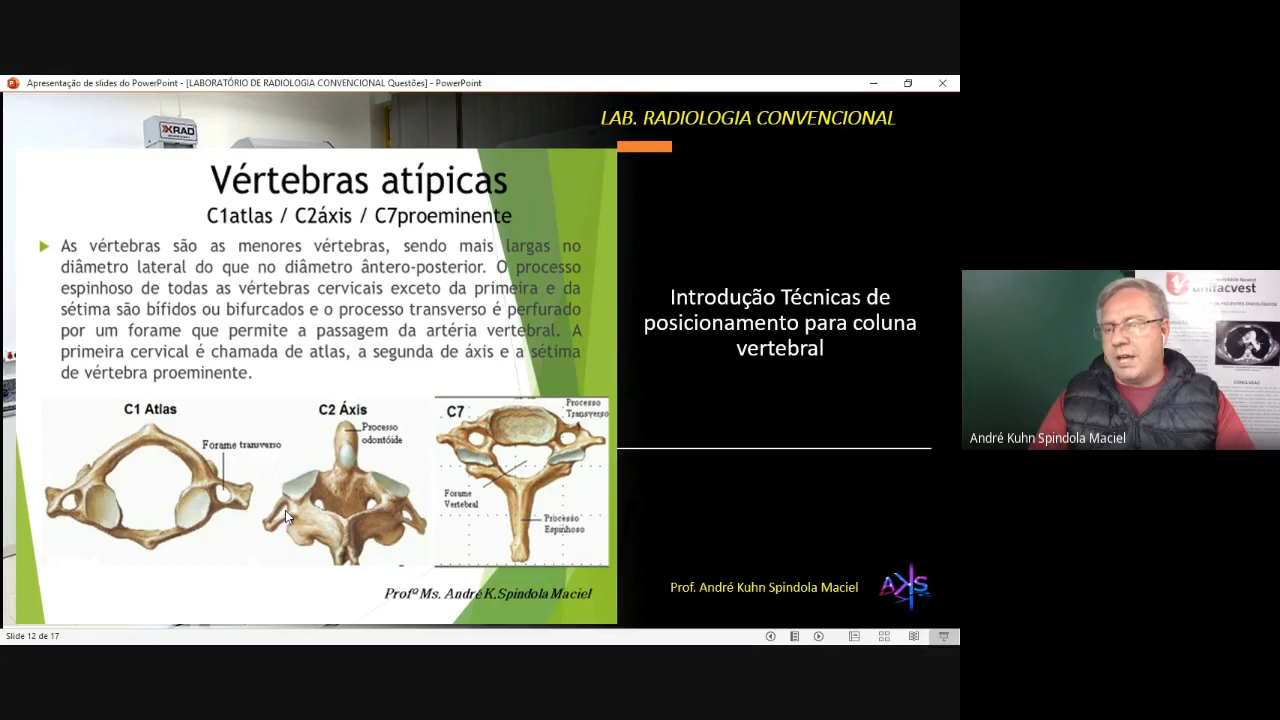 Apresentação de slides do PowerPoint - [LABORATÓRIO DE RADIOLOGIA CONVENCIONAL Questões] - PowerPoint
XRAD
LAB. RADIOLOGIA CONVENCIONAL
Vértebras atípicas
C1atlas / C2áxis / C7proeminente
As vértebras são as menores vértebras, sendo mais largas no
diâmetro lateral do que no diâmetro ântero-posterior. O processo
espinhoso de todas as vértebras cervicais exceto da primeira e da
sétima são bífidos ou bifurcados e o processo transverso é perfurado
por um forame que permite a passagem da artéria vertebral. A
primeira cervical é chamada de atlas, a segunda de áxis e a sétima
de vértebra proeminente.
C1 Atlas
Forame transverso
C2 Áxis
Processo
odontóide
C7
Processo
Transverso
Forame
Vertebral
Processo
Espinhoso
Profº Ms. André K.Spindola Maciel
Introdução Técnicas de
posicionamento para coluna
vertebral
Prof. André Kuhn Spindola Maciel
AKS
Slide 12 de 17
unifacvest
CONCLUSÃO
André Kuhn Spindola Maciel